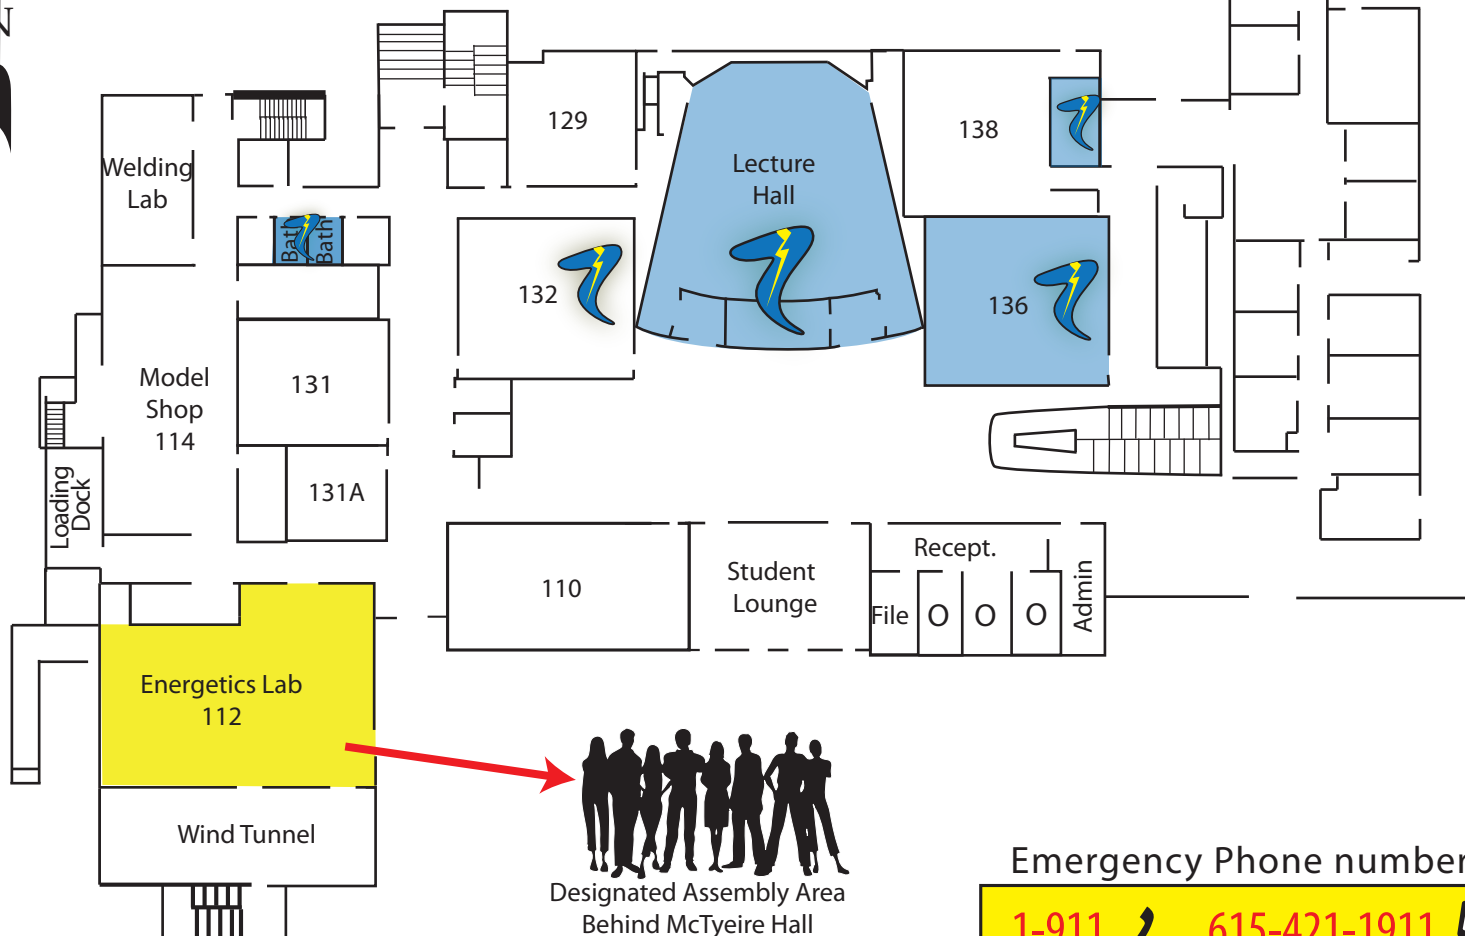 N
129
138
Welding
Lab
Lecture
Hall
Bath
Bath
132
136
Model
Shop
114
131
131A
Loading
Dock
110
Student
Lounge
Recept.
File
O
O
O
Admin
Energetics Lab
112
Wind Tunnel
Designated Assembly Area
Behind McTyeire Hall
Emergency Phone number
1-911 615-421-1911